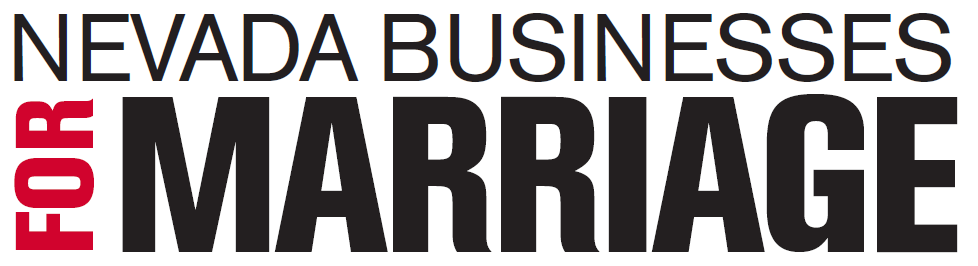 NEVADA BUSINESSES
FOR MARRIAGE